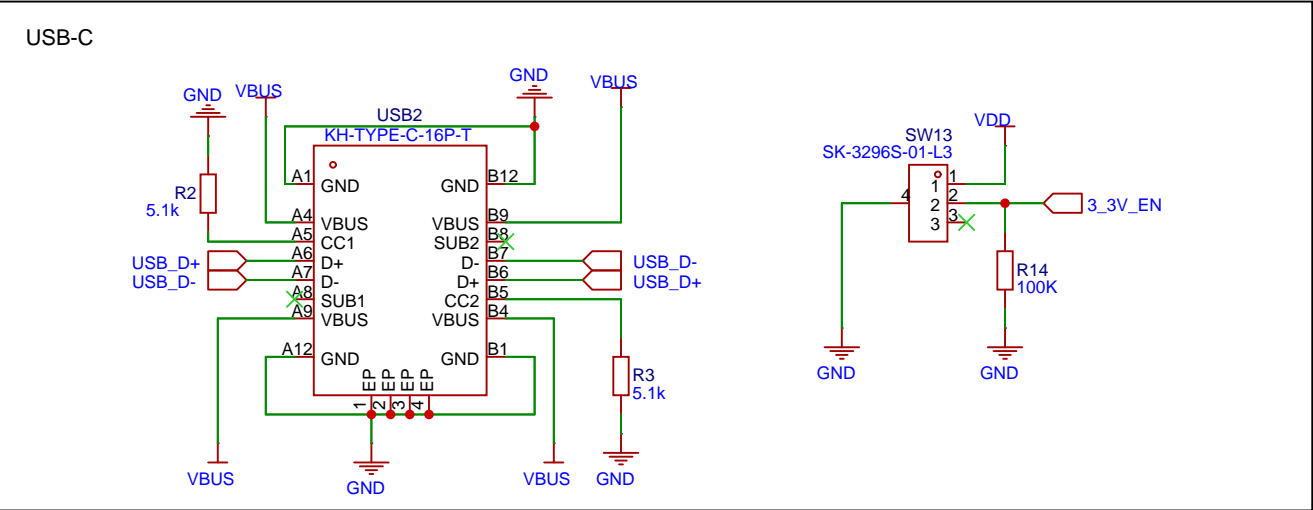 USB-C
GND
VBUS
GND
VBUS
USB2
KH-TYPE-C-16P-T
R2
5.1k
A1
GND
GND
B12
A4
VBUS
VBUS
B9
A5
CC1
SUB2
B8
USB_D+
A6
D+
D-
B7
USB_D-
USB_D-
A7
D-
D+
B6
USB_D+
A8
SUB1
CC2
B5
A9
VBUS
VBUS
B4
A12
GND
GND
B1
EP
EP
EP
EP
1
2
3
4
R3
5.1k
VBUS
GND
VBUS
GND
VDD
SW13
SK-3296S-01-L3
4
1
1
2
2
3
3
3_3V_EN
R14
100K
GND
GND